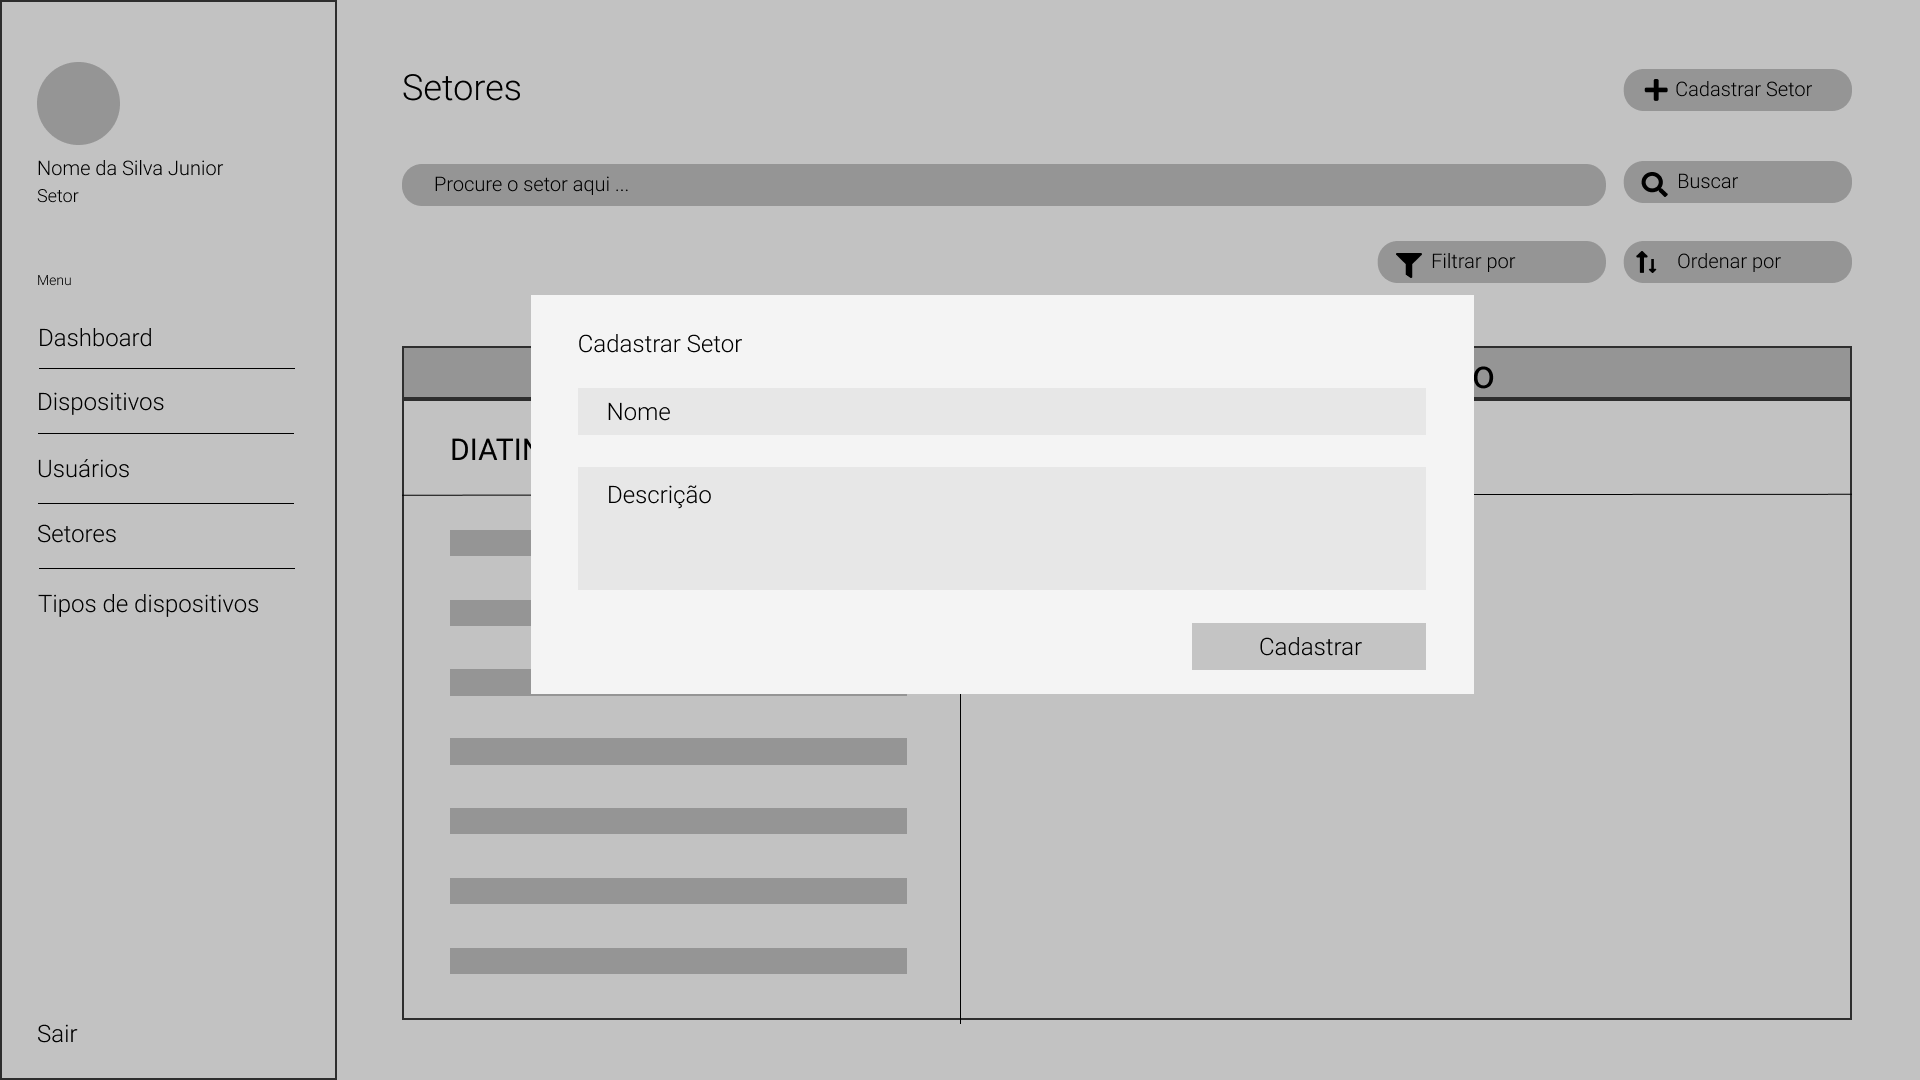 Nome da Silva Junior
Setor
Menu
Dashboard
Dispositivos
Usuários
Setores
Tipos de dispositivos
Sair
Setores
Cadastrar Setor
Procure o setor aqui ...
Buscar
Filtrar por
Ordenar por
Cadastrar Setor
Nome
Descrição
Cadastrar